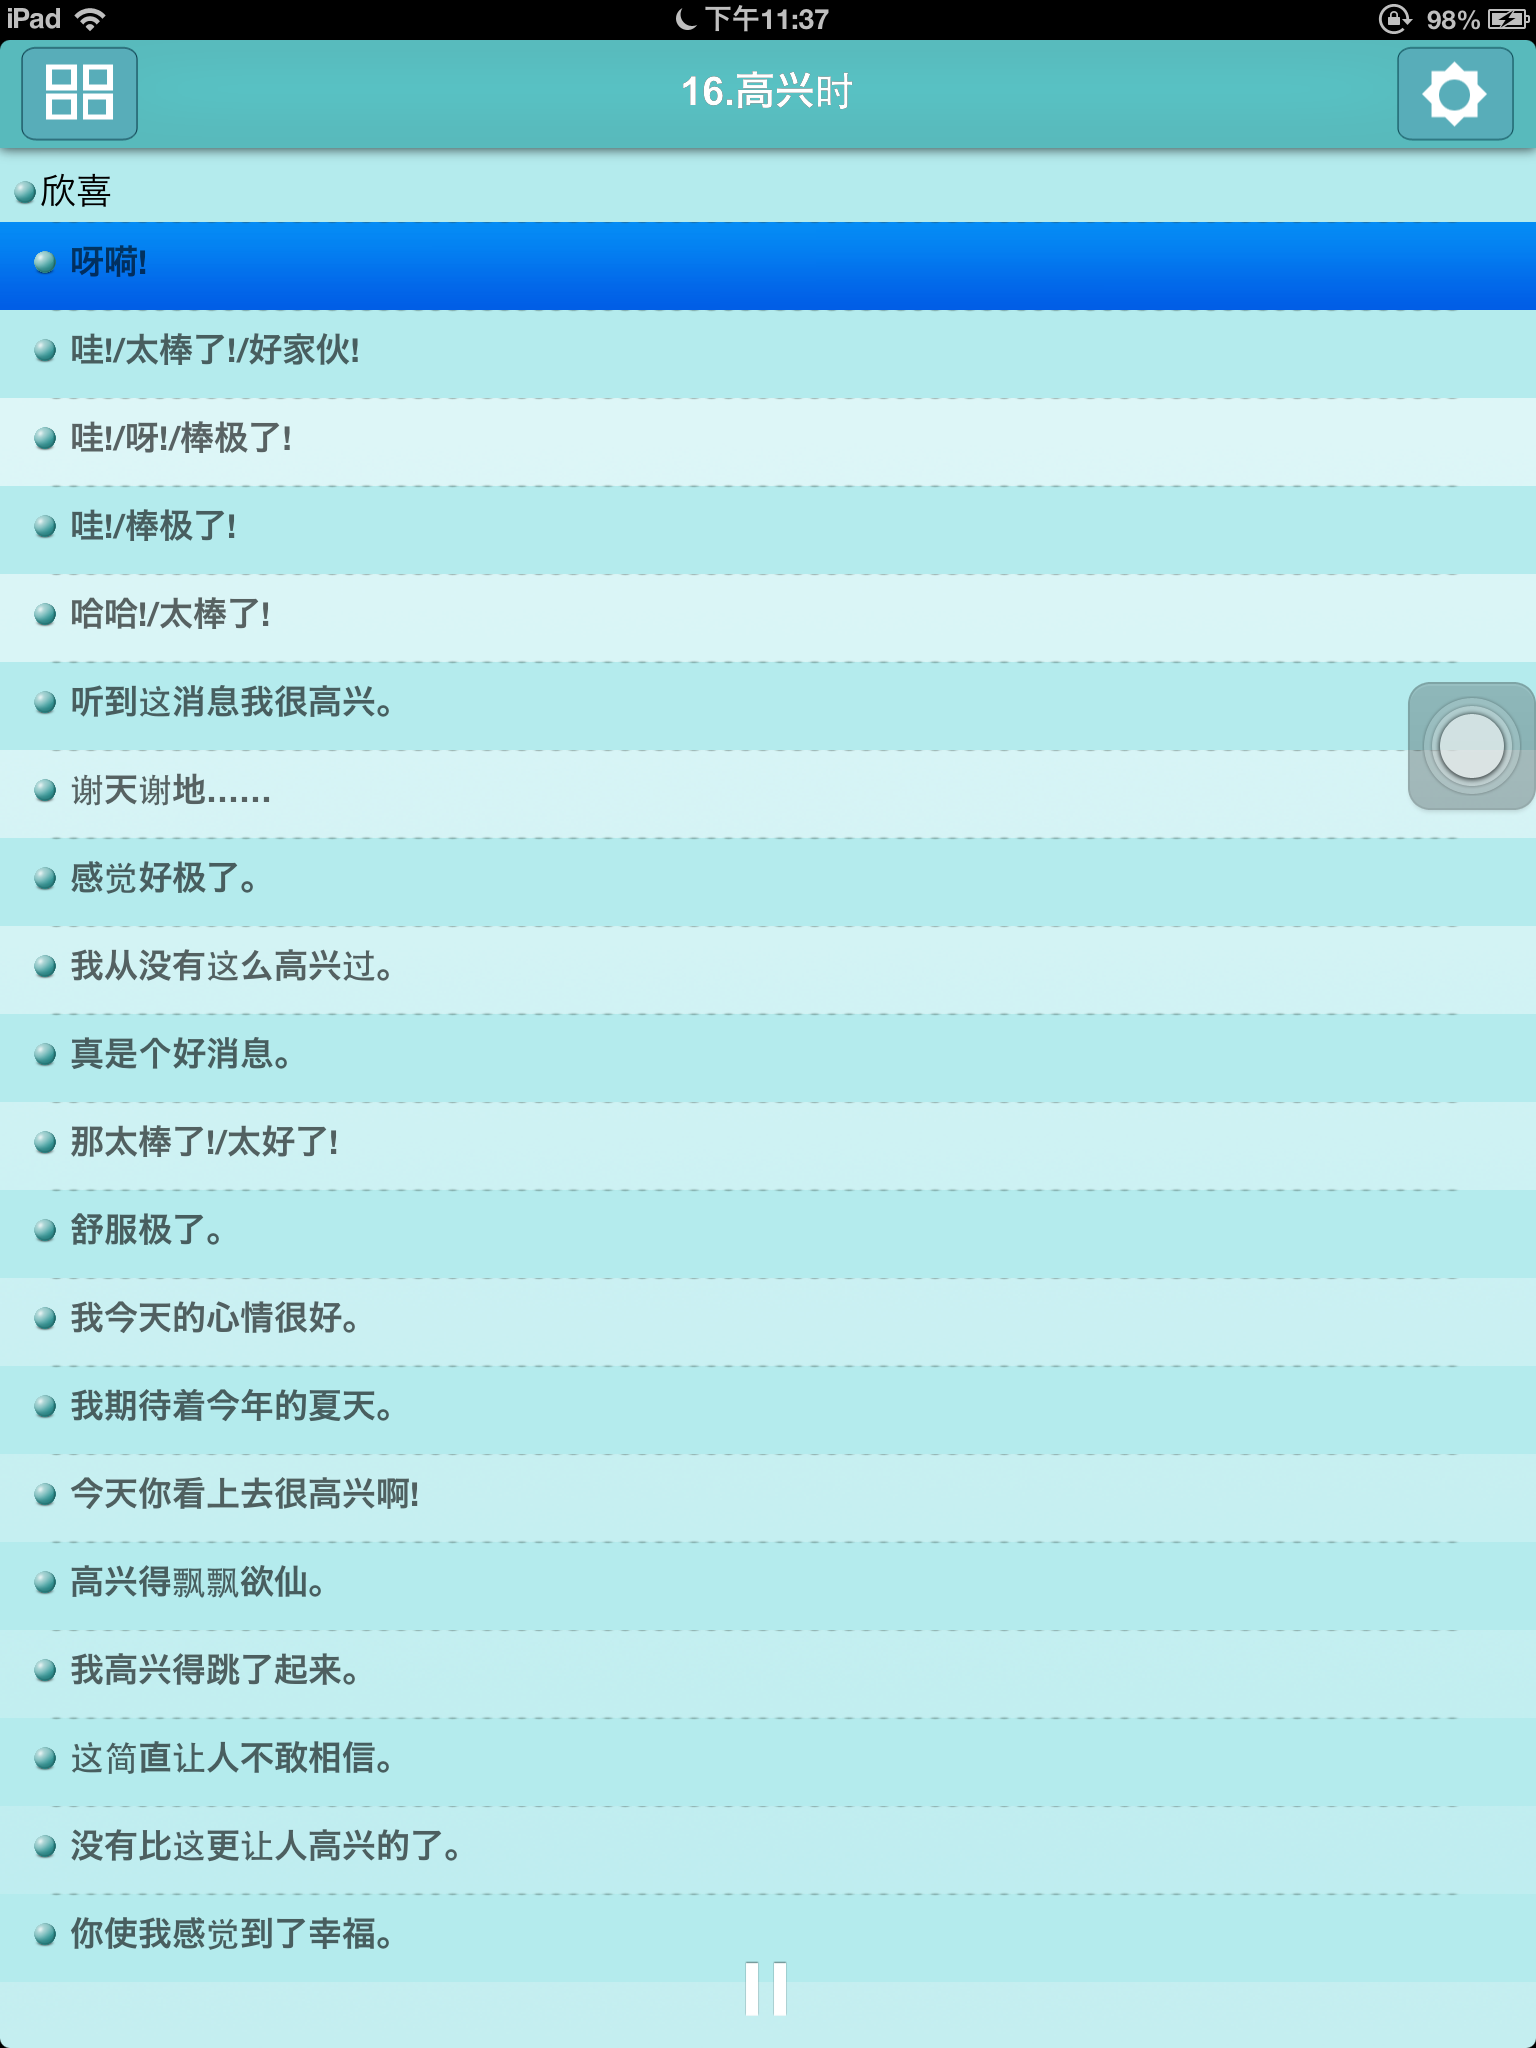 iPad 下午11:37 98%
16.高兴时
欣喜
呀嗬!
哇!/太棒了!/好家伙!
哇!/呀!/棒极了!
哇!/棒极了!
哈哈!/太棒了!
听到这消息我很高兴。
谢天谢地......
感觉好极了。
我从没有这么高兴过。
真是个好消息。
那太棒了!/太好了!
舒服极了。
我今天的心情很好。
我期待着今年的夏天。
今天你看上去很高兴啊!
高兴得飘飘欲仙。
我高兴得跳了起来。
这简直让人不敢相信。
没有比这更让人高兴的了。
你使我感觉到了幸福。